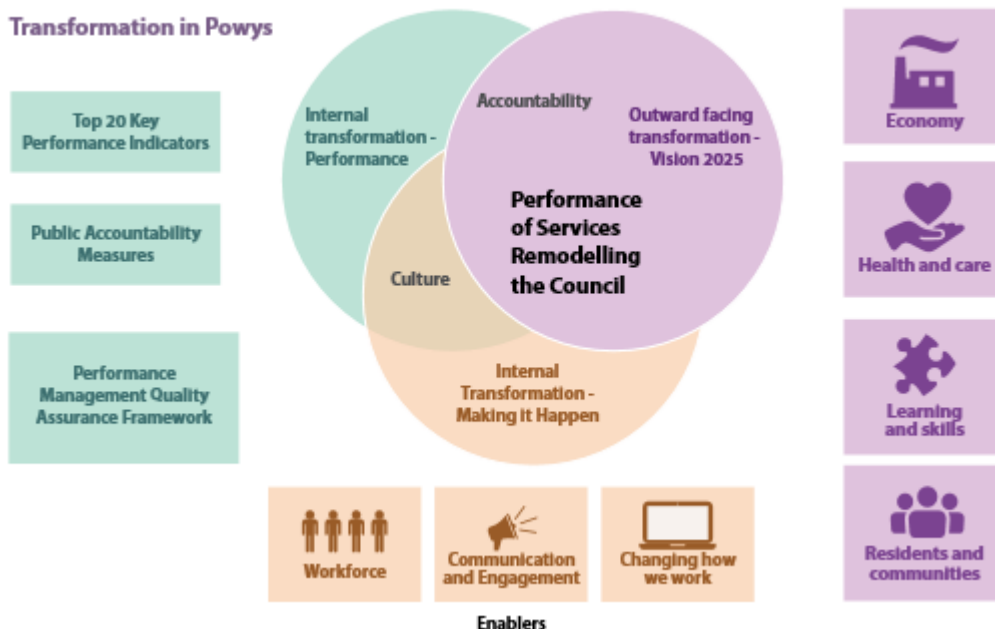 Transformation in Powys
Top 20 Key
Performance Indicators
Public Accountability
Measures
Performance
Management Quality
Assurance Framework
Internal
transformation -
Performance
Accountability
Outward facing
transformation -
Vision 2025
Performance
of Services
Remodelling
the Council
Culture
Internal
Transformation -
Making it Happen
Workforce
Communication
and Engagement
Changing how
we work
Enablers
Economy
Health and care
Learning
and skills
Residents and
communities